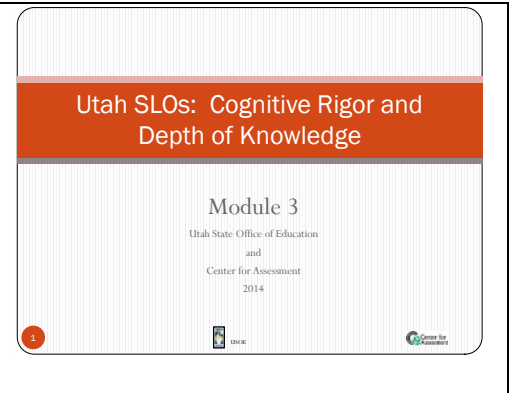 Utah SLOs: Cognitive Rigor and
Depth of Knowledge
Module 3
Utah State Office of Education
and
Center for Assessment
2014
1
USOE
Center for
Assessment